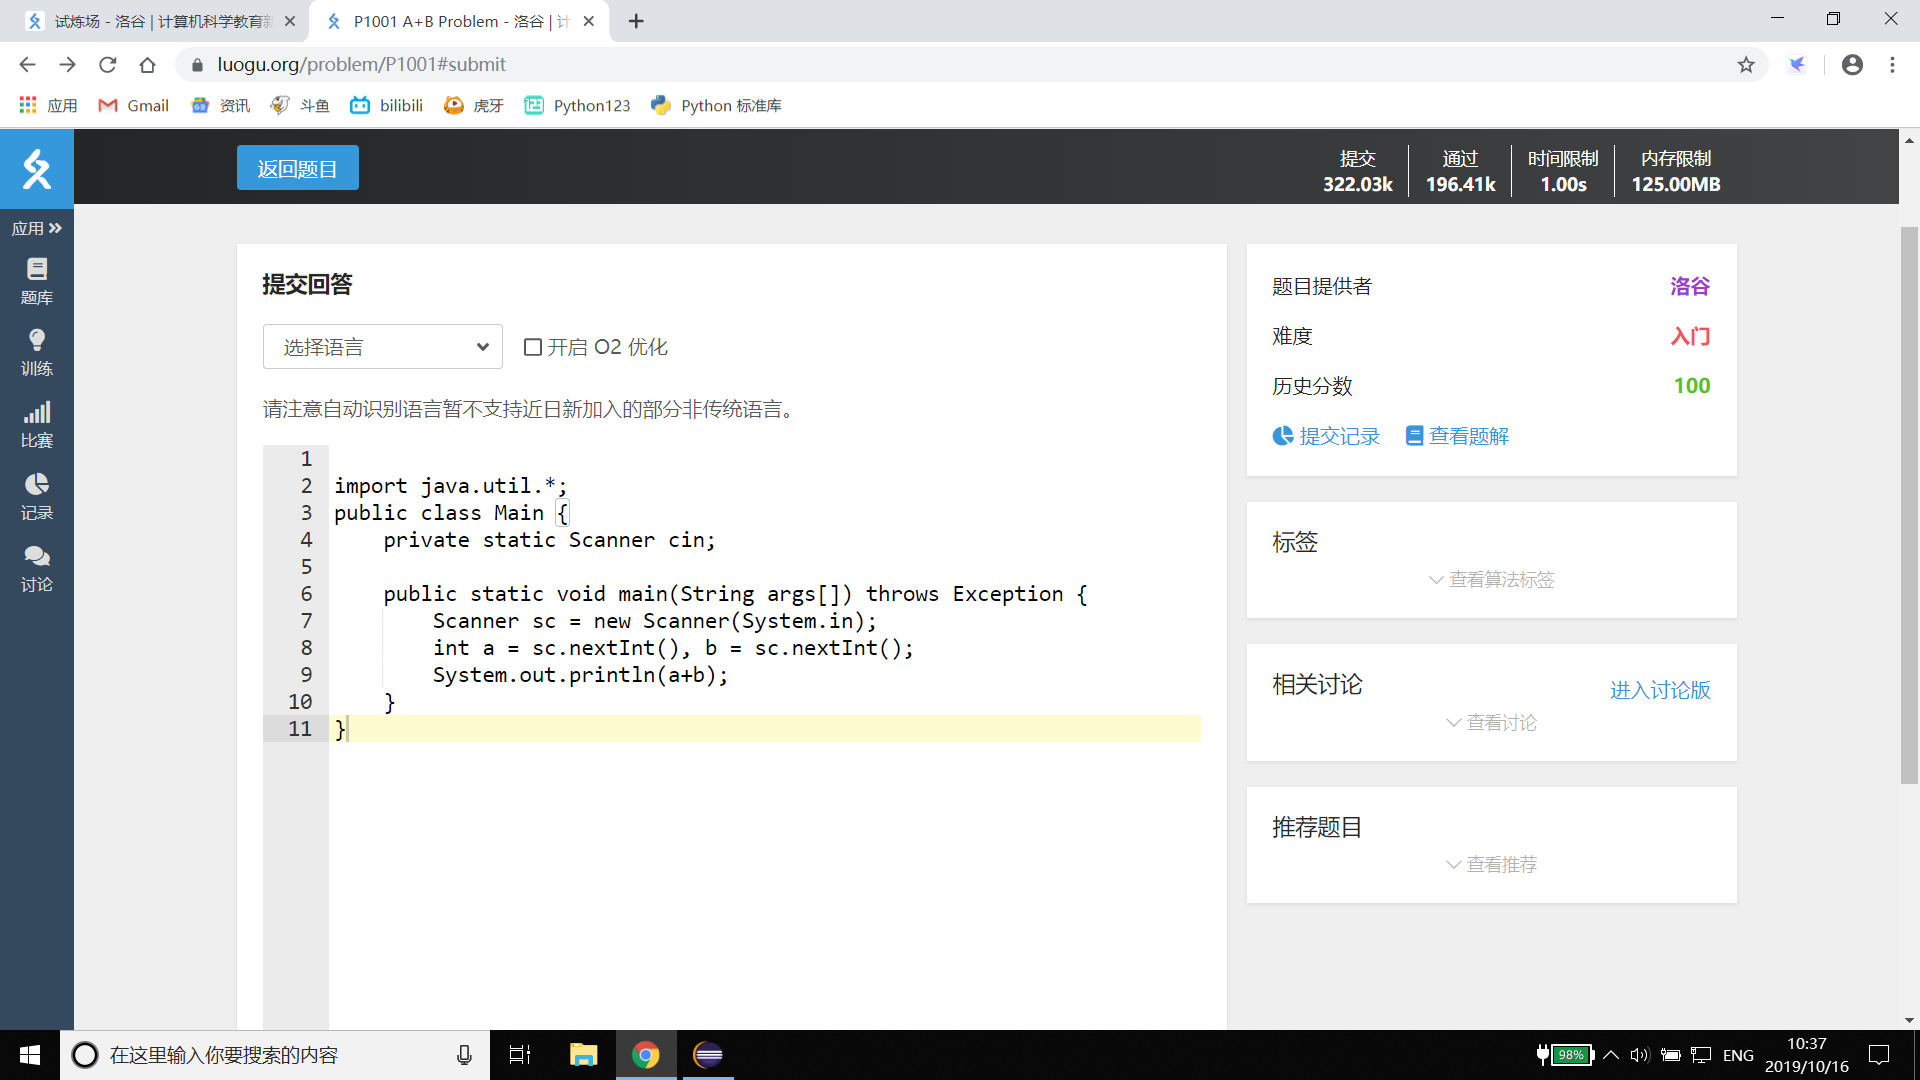 试炼场 - 洛谷 | 计算机科学教育新
P1001 A+B Problem - 洛谷 | 计
luogu.org/problem/P1001#submit
应用
Gmail
资讯
斗鱼
bilibili
虎牙
Python123
Python 标准库
返回题目
提交
322.03k
通过
196.41k
时间限制
1.00s
内存限制
125.00MB
应用
题库
训练
比赛
记录
讨论
提交回答
选择语言
开启 O2 优化
请注意自动识别语言暂不支持近日新加入的部分非传统语言。
1
2 import java.util.*;
3 public class Main {
4     private static Scanner cin;
5
6     public static void main(String args[]) throws Exception {
7         Scanner sc = new Scanner(System.in);
8         int a = sc.nextInt(), b = sc.nextInt();
9         System.out.println(a+b);
10     }
11 }
题目提供者 洛谷
难度 入门
历史分数 100
提交记录 查看题解
标签
查看算法标签
相关讨论 进入讨论版
查看讨论
推荐题目
查看推荐
在这里输入你要搜索的内容
98%
ENG
10:37
2019/10/16